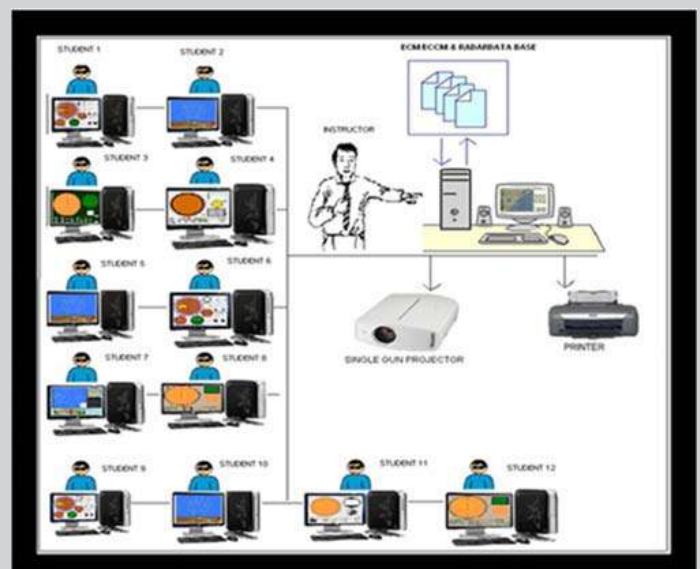 STUDENT 1
STUDENT 2
ECM ECCM & RADARDATA BASE
INSTRUCTOR
STUDENT 3
STUDENT 4
STUDENT 5
STUDENT 6
STUDENT 7
STUDENT 8
SINGLE GUN PROJECTOR
PRINTER
STUDENT 9
STUDENT 10
STUDENT 11
STUDENT 12